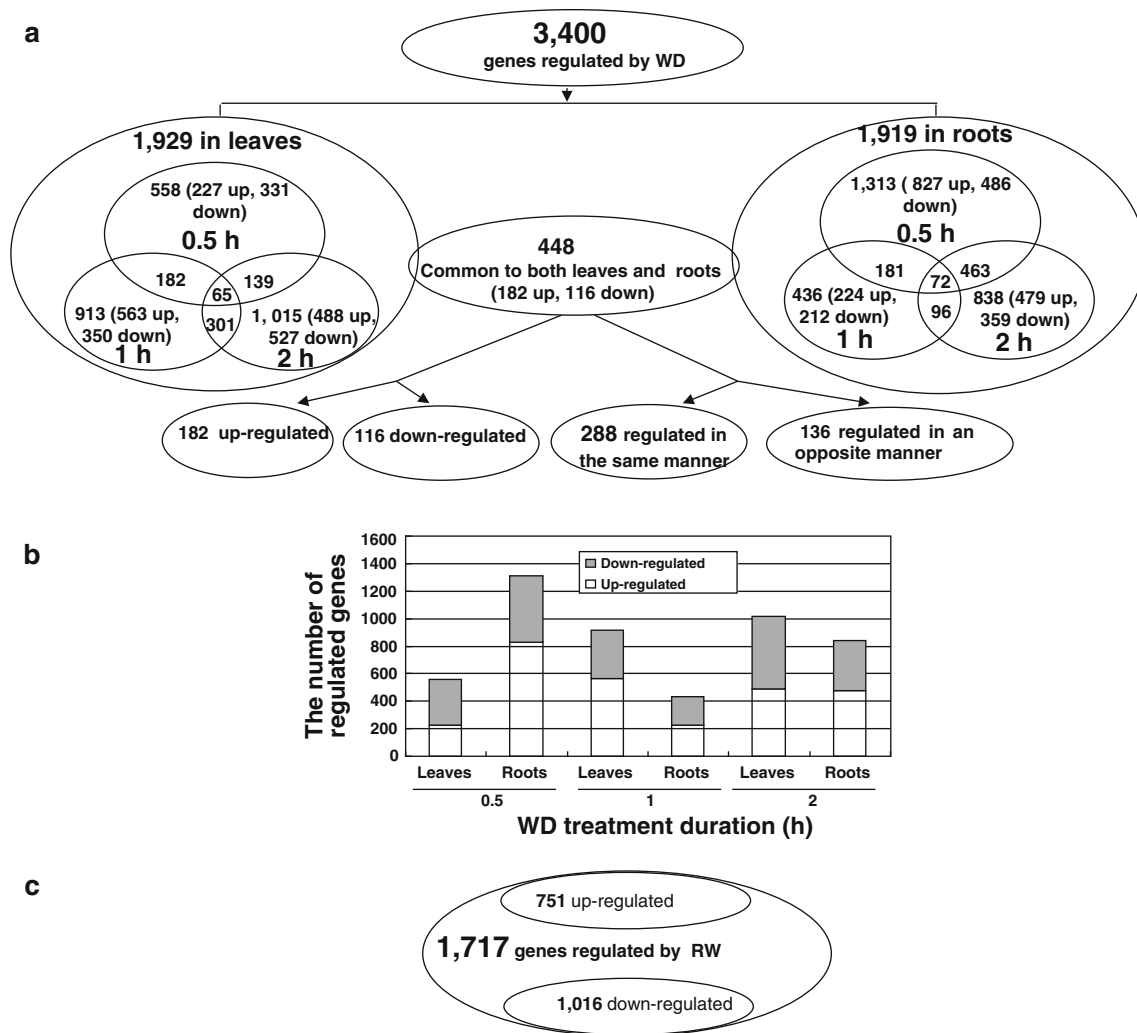 a
3,400
genes regulated by WD
1,929 in leaves
558 (227 up, 331
down)
0.5 h
182
139
65
913 (563 up,
350 down)
1 h
301
1, 015 (488 up,
527 down)
2 h
448
Common to both leaves and roots
(182 up, 116 down)
1,919 in roots
1,313 ( 827 up, 486
down)
0.5 h
181
463
72
436 (224 up,
212 down)
1 h
96
838 (479 up,
359 down)
2 h
182 up-regulated
116 down-regulated
288 regulated in
the same manner
136 regulated in an
opposite manner
b
The number of
regulated genes
1600
1400
1200
1000
800
600
400
200
0
Down-regulated
Up-regulated
Leaves Roots Leaves Roots Leaves Roots
0.5 1 2
WD treatment duration (h)
c
751 up-regulated
1,717 genes regulated by RW
1,016 down-regulated